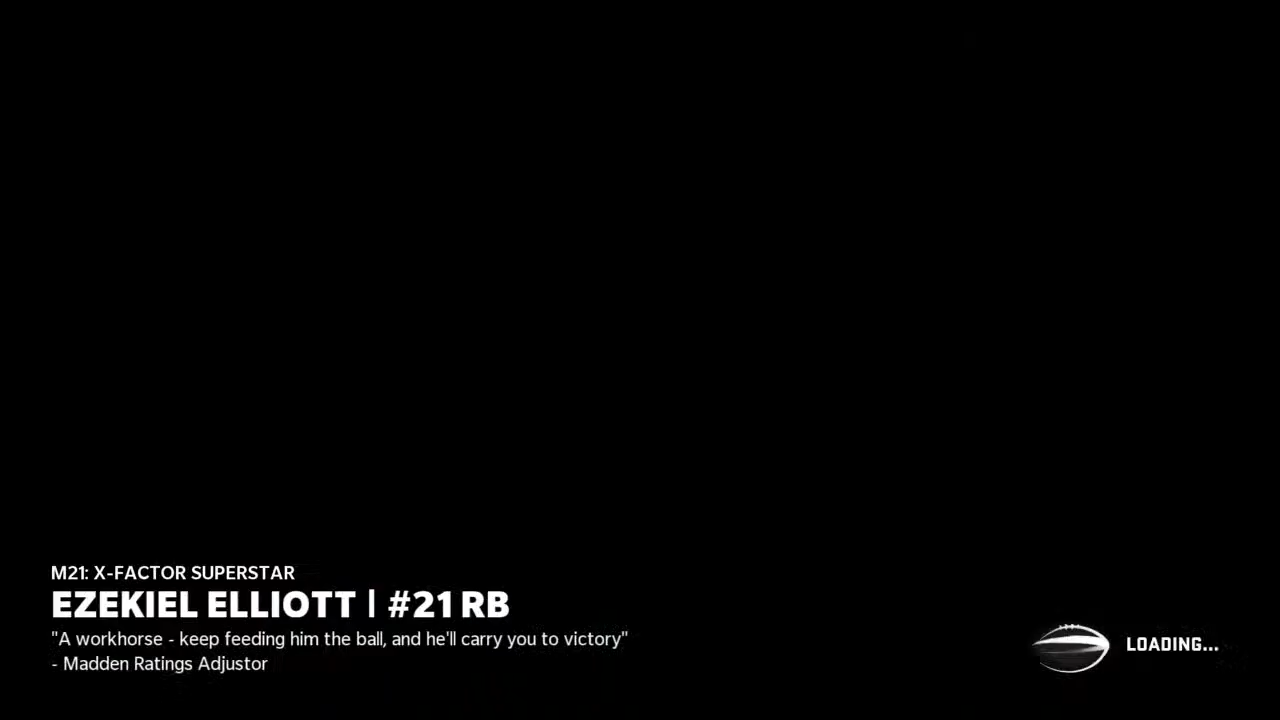 M21: X-FACTOR SUPERSTAR
EZEKIEL ELLIOTT | #21 RB
"A workhorse - keep feeding him the ball, and he'll carry you to victory"
- Madden Ratings Adjustor
LOADING...